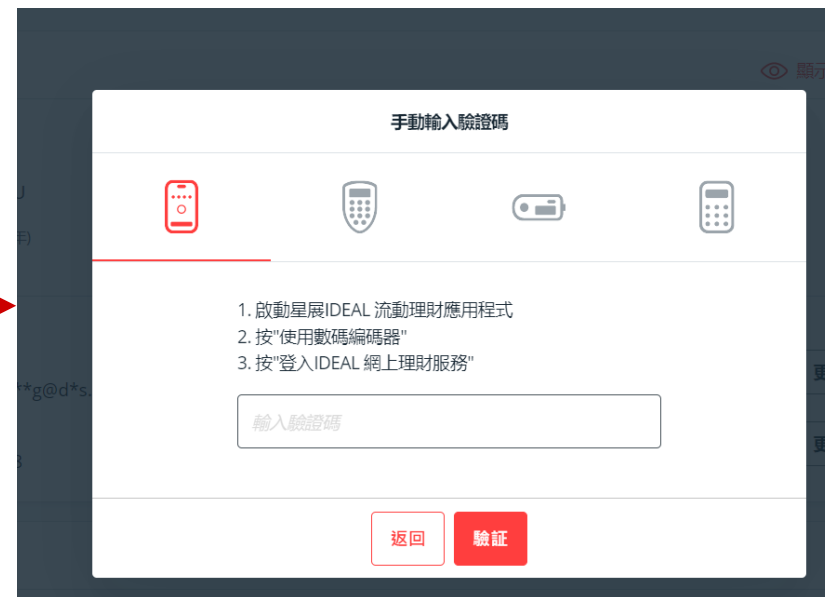 顯示
手動輸入驗證碼
1. 啟動星展IDEAL 流動理財應用程式
2. 按"使用數碼編碼器"
3. 按"登入IDEAL 網上理財服務"
**g@d*s.
輸入驗證碼
返回
驗証